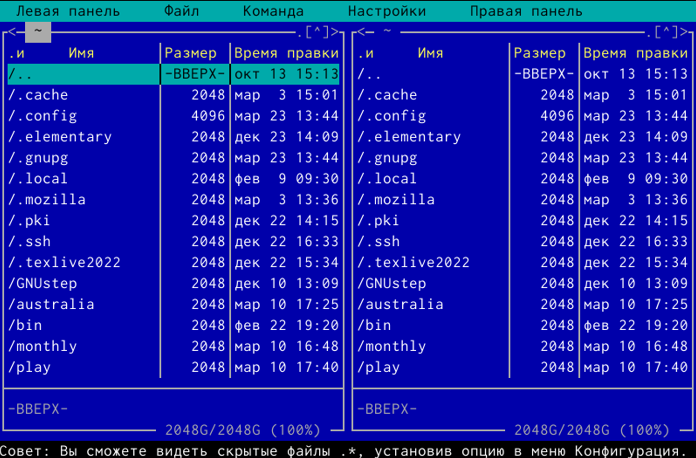 Левая панель Файл Команда Настройки Правая панель
<─ ~ .[^]> <─ ~ .[^]>
.и Имя Размер Время правки .и Имя Размер Время правки
/.. -ВВЕРХ- окт 13 15:13 /.. -ВВЕРХ- окт 13 15:13
/.cache 2048 мар 3 15:01 /.cache 2048 мар 3 15:01
/.config 4096 мар 23 13:44 /.config 4096 мар 23 13:44
/.elementary 2048 дек 23 14:09 /.elementary 2048 дек 23 14:09
/.gnupg 2048 мар 23 13:44 /.gnupg 2048 мар 23 13:44
/.local 2048 фев 9 09:30 /.local 2048 фев 9 09:30
/.mozilla 2048 мар 3 13:36 /.mozilla 2048 мар 3 13:36
/.pki 2048 дек 22 14:15 /.pki 2048 дек 22 14:15
/.ssh 2048 дек 22 16:33 /.ssh 2048 дек 22 16:33
/.texlive2022 2048 дек 22 15:34 /.texlive2022 2048 дек 22 15:34
/GNUstep 2048 дек 10 13:09 /GNUstep 2048 дек 10 13:09
/australia 2048 мар 10 17:25 /australia 2048 мар 10 17:25
/bin 2048 фев 22 19:20 /bin 2048 фев 22 19:20
/monthly 2048 мар 10 16:48 /monthly 2048 мар 10 16:48
/play 2048 мар 10 17:40 /play 2048 мар 10 17:40
-ВВЕРХ- -ВВЕРХ-
2048G/2048G (100%) 2048G/2048G (100%)
Совет: Вы сможете видеть скрытые файлы .*, установив опцию в меню Конфигурация.